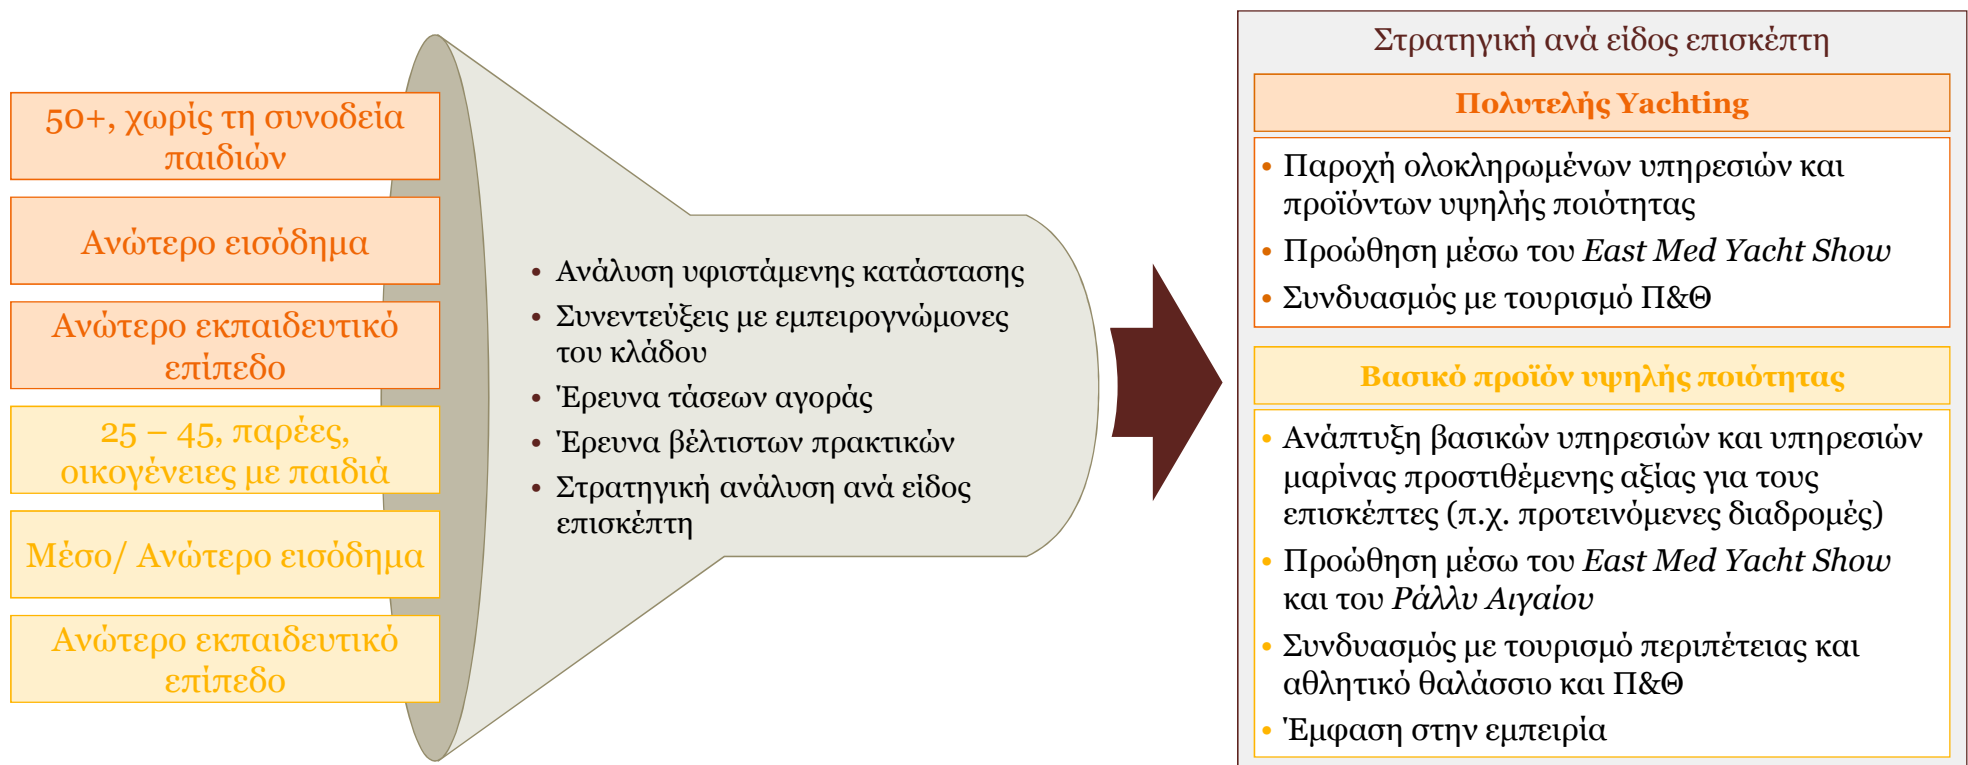 50+, χωρίς τη συνοδεία
παιδιών
Ανώτερο εισόδημα
Ανώτερο εκπαιδευτικό
επίπεδο
25 – 45, παρέες,
οικογένειες με παιδιά
Μέσο/ Ανώτερο εισόδημα
Ανώτερο εκπαιδευτικό
επίπεδο
• Ανάλυση υφιστάμενης κατάστασης
• Συνεντεύξεις με εμπειρογνώμονες
του κλάδου
• Έρευνα τάσεων αγοράς
• Έρευνα βέλτιστων πρακτικών
• Στρατηγική ανάλυση ανά είδος
επισκέπτη
Στρατηγική ανά είδος επισκέπτη
Πολυτελής Yachting
• Παροχή ολοκληρωμένων υπηρεσιών και
προϊόντων υψηλής ποιότητας
• Προώθηση μέσω του East Med Yacht Show
• Συνδυασμός με τουρισμό Π&Θ
Βασικό προϊόν υψηλής ποιότητας
• Ανάπτυξη βασικών υπηρεσιών και υπηρεσιών
μαρίνας προστιθέμενης αξίας για τους
επισκέπτες (π.χ. προτεινόμενες διαδρομές)
• Προώθηση μέσω του East Med Yacht Show
και του Ράλλυ Αιγαίου
• Συνδυασμός με τουρισμό περιπέτειας και
αθλητικό θαλάσσιο και Π&Θ
• Έμφαση στην εμπειρία